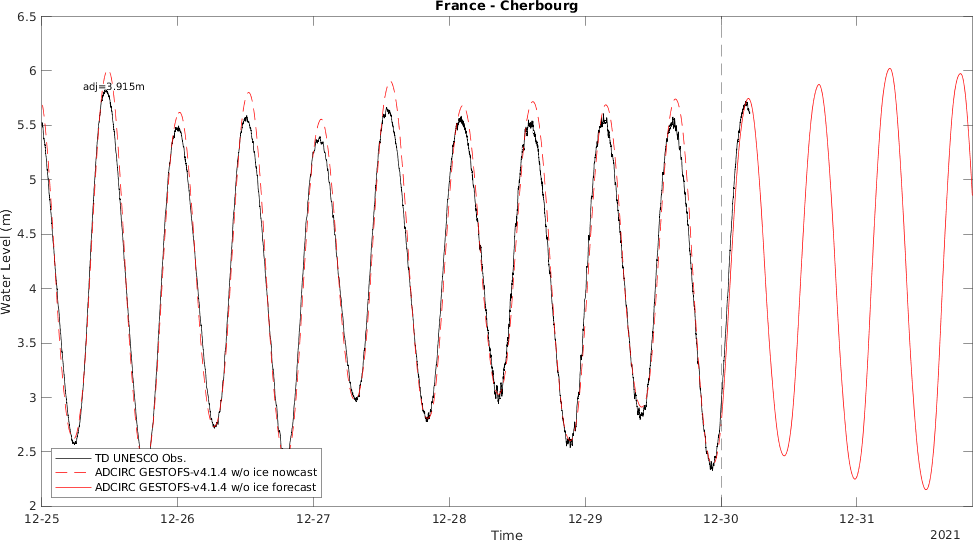 France - Cherbourg
6.5
6
5.5
5
4.5
4
3.5
3
2.5
2
Water Level (m)
adj=3.915m
TD UNESCO Obs.
ADCIRC GESTOFS-v4.1.4 w/o ice nowcast
ADCIRC GESTOFS-v4.1.4 w/o ice forecast
12-25 12-26 12-27 12-28 12-29 12-30 12-31
Time
2021